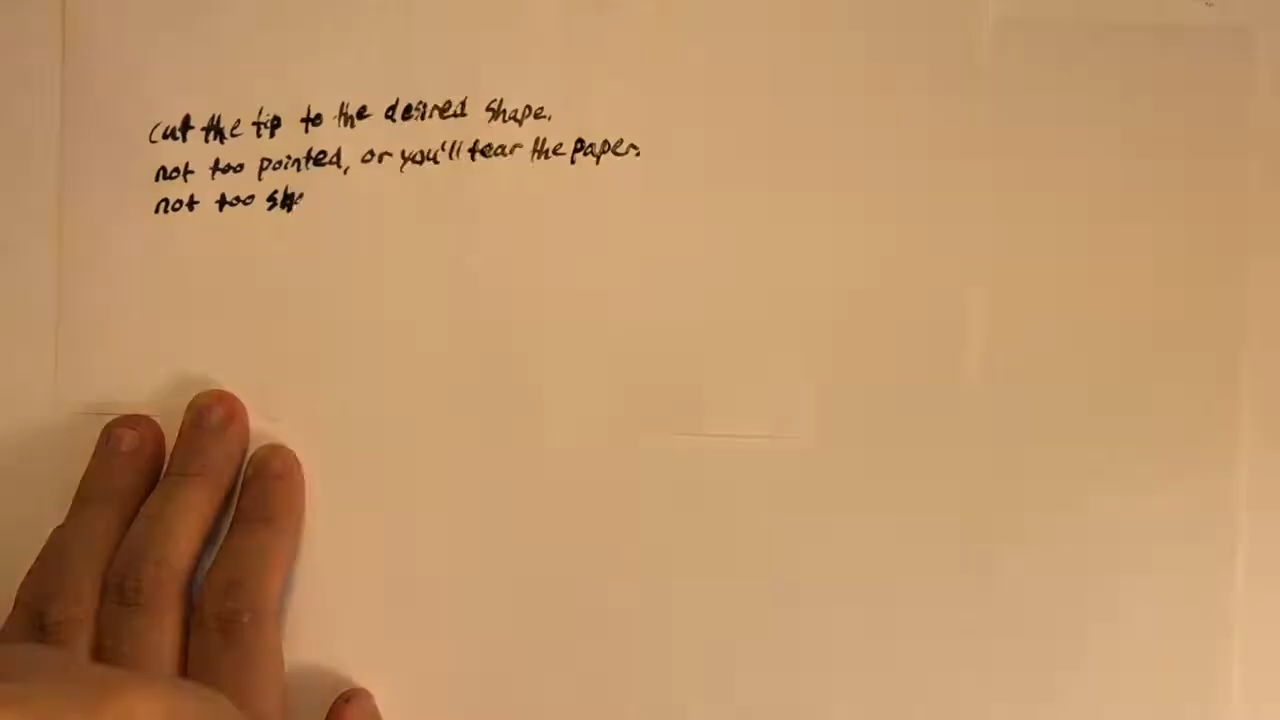 cut the tip to the desired shape.
not too pointed, or you'll tear the paper.
not too